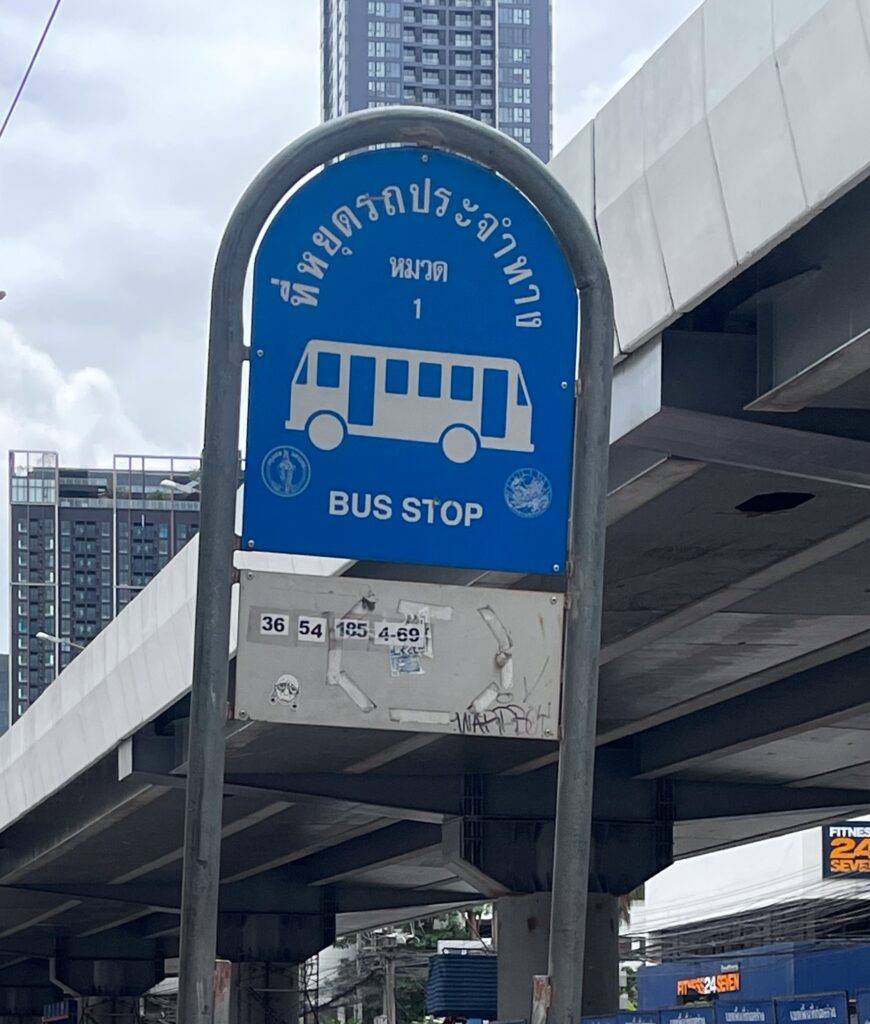 ที่หยุดรถประจำทาง
หมวด
1
BUS STOP
36 54 185 4-69
FITNESS
24
SEVEN
FITNESS24SEVEN